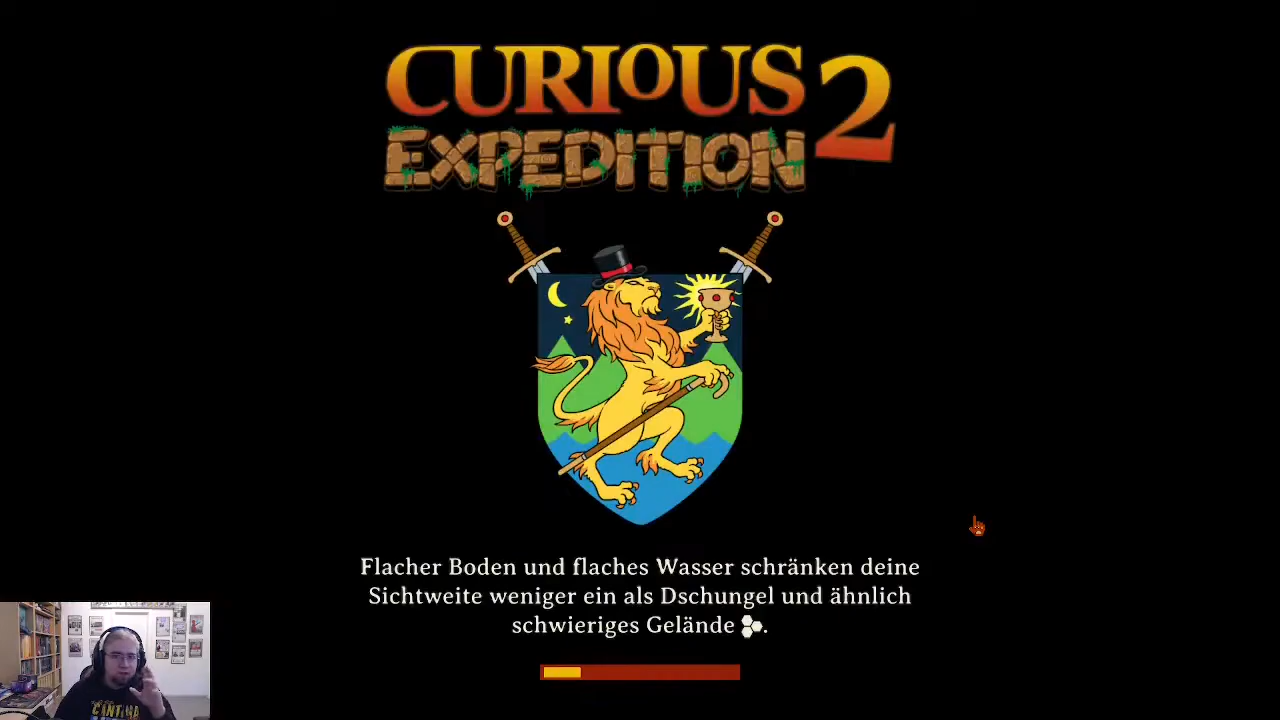 CURIOUS 2
EXPEDITION
Flacher Boden und flaches Wasser schränken deine
Sichtweite weniger ein als Dschungel und ähnlich
schwieriges Gelände.